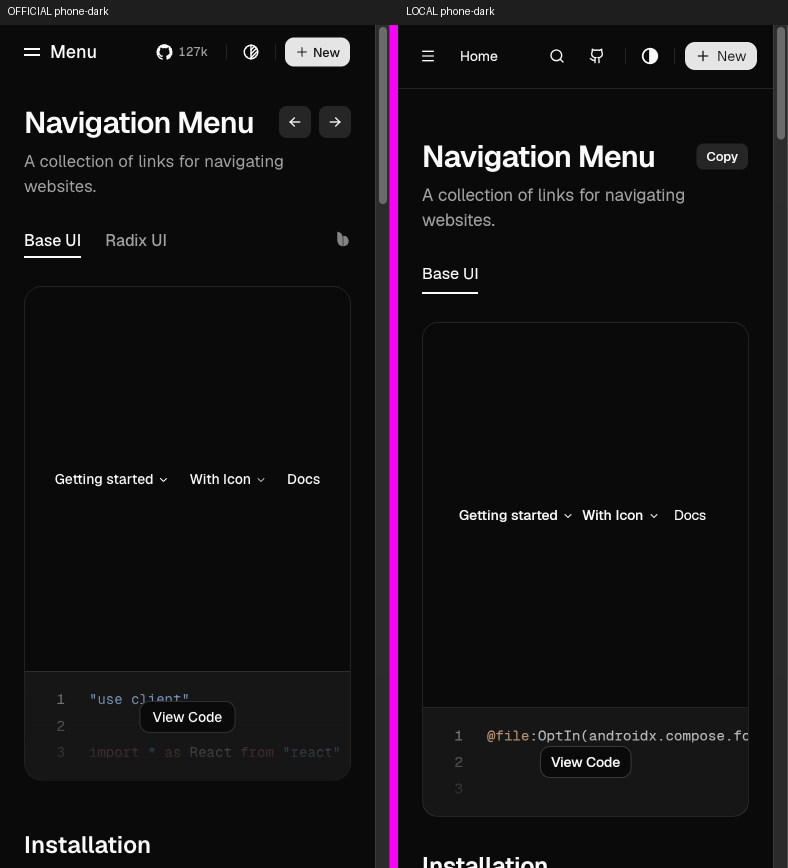 OFFICIAL phone-dark
Menu
127k
New
Navigation Menu
A collection of links for navigating
websites.
Base UI
Radix UI
Getting started
With Icon
Docs
1 "use client"
2
3 import * as React from "react"
View Code
Installation
LOCAL phone-dark
Home
New
Navigation Menu
Copy
A collection of links for navigating
websites.
Base UI
Getting started
With Icon
Docs
1 @file:OptIn(androidx.compose.fo
2
3
View Code
Installation